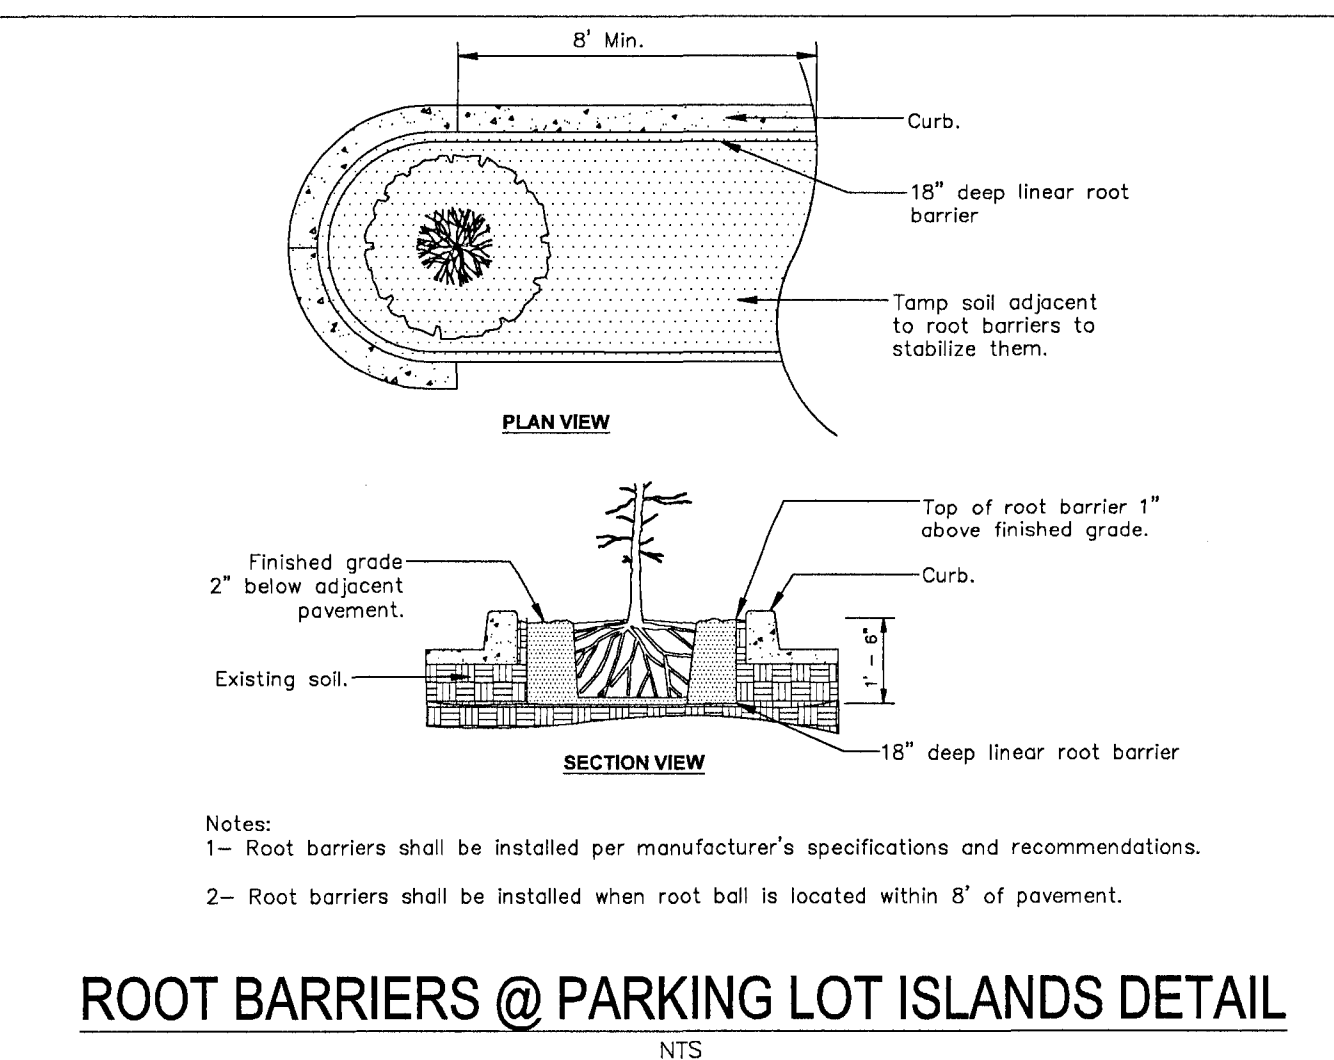 8' Min.
Curb.
18" deep linear root
barrier
Tamp soil adjacent
to root barriers to
stabilize them.
PLAN VIEW
Top of root barrier 1"
above finished grade.
Finished grade
2" below adjacent
pavement.
Curb.
1' - 6"
Existing soil.
18" deep linear root barrier
SECTION VIEW
Notes:
1- Root barriers shall be installed per manufacturer's specifications and recommendations.
2- Root barriers shall be installed when root ball is located within 8' of pavement.
ROOT BARRIERS @ PARKING LOT ISLANDS DETAIL
NTS